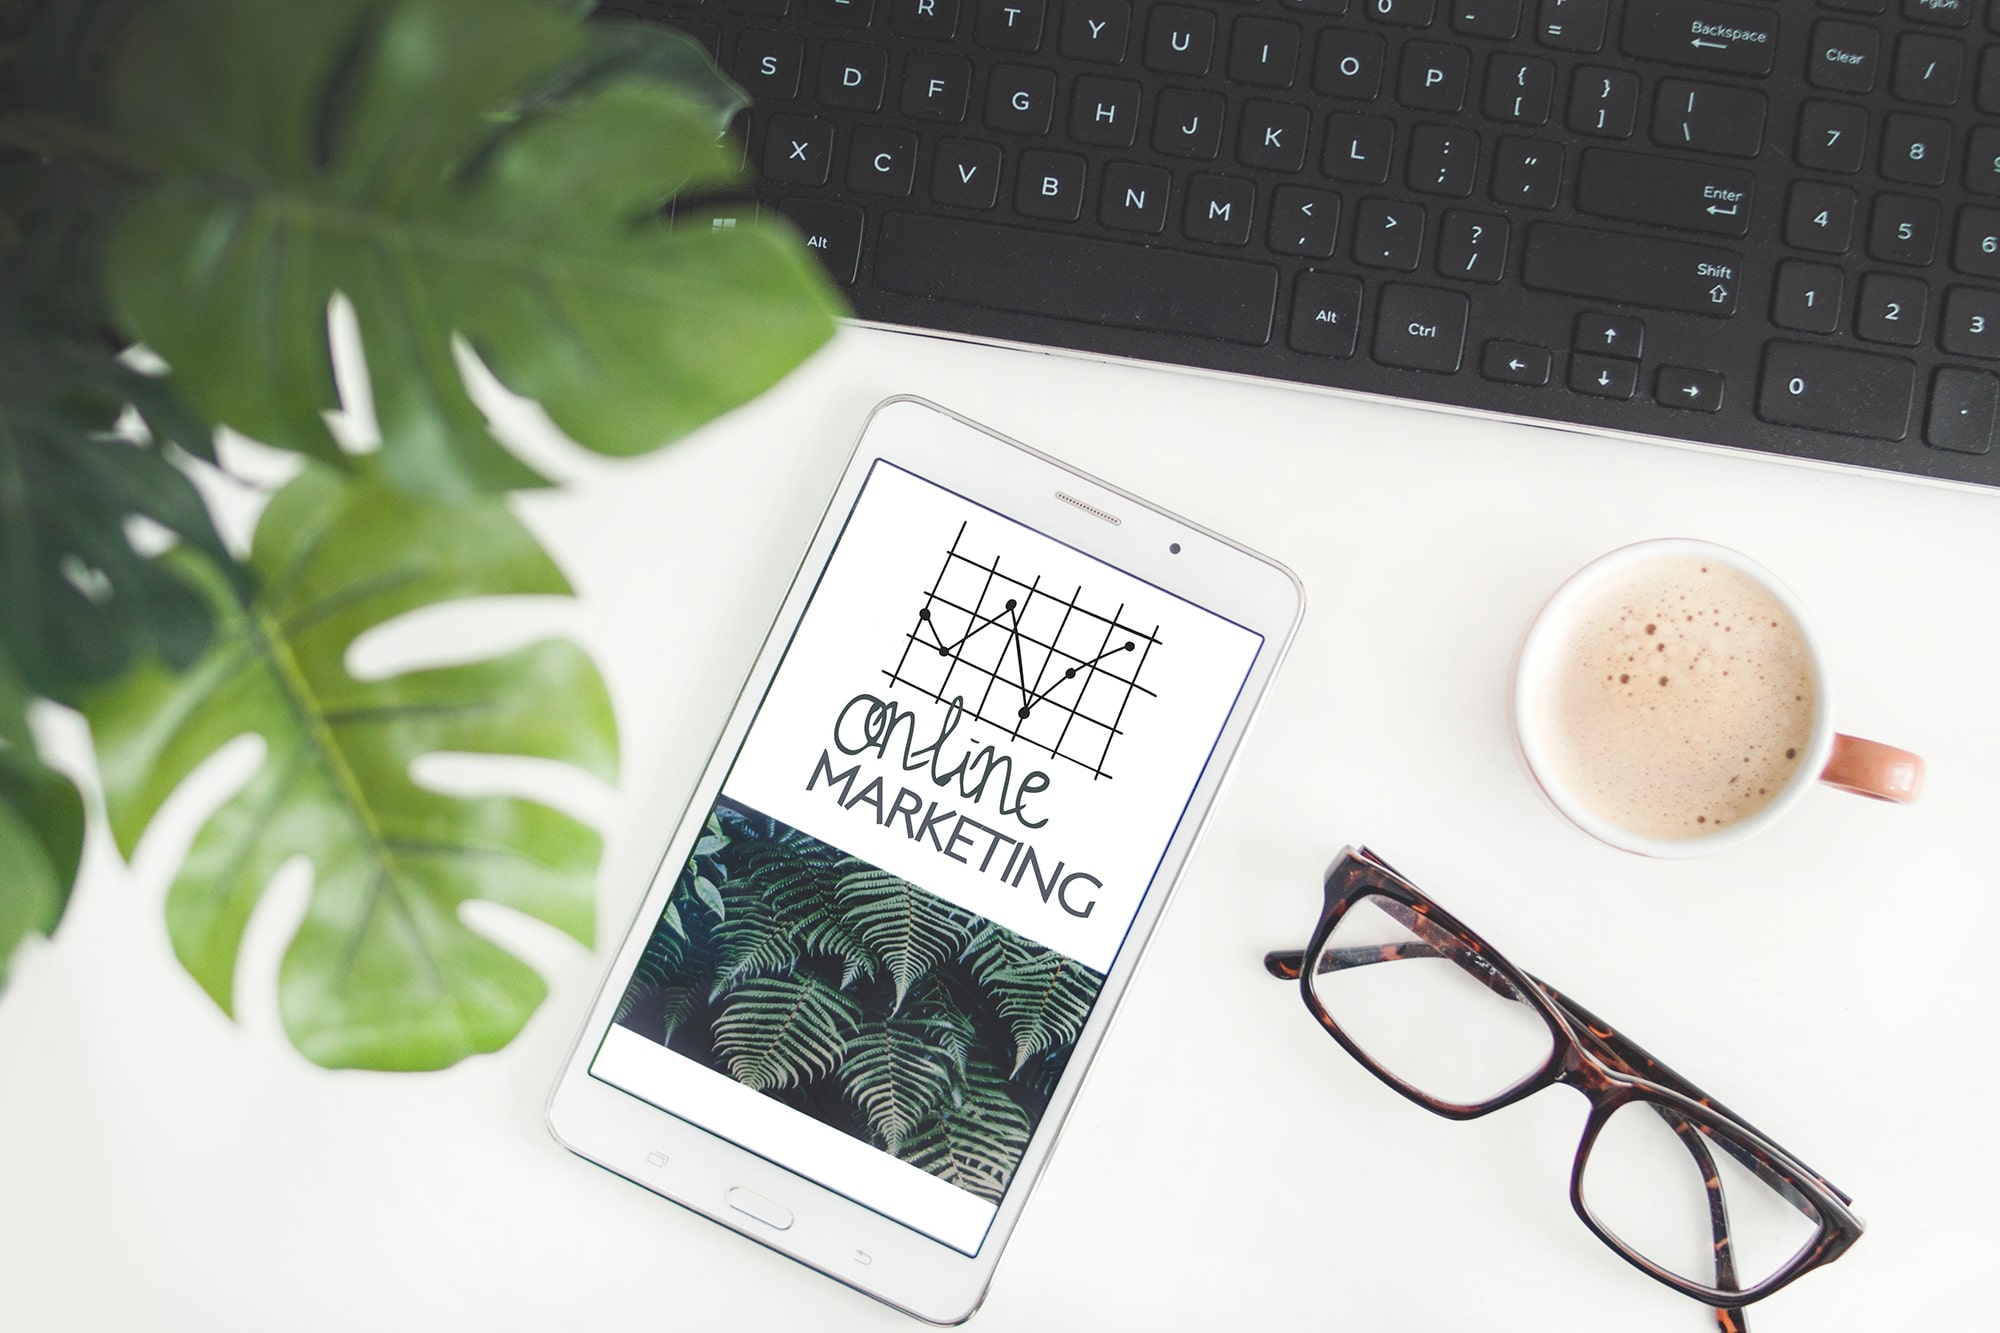 R T Y U I O P { [ } ] | \ Backspace Clear /
S D F G H J K L : ; " ' Enter 7 8
X C V B N M < , > . ? / Shift 4 5 6
Alt Alt Ctrl ← ↑ ↓ → 1 2 3
0 .
online
MARKETING